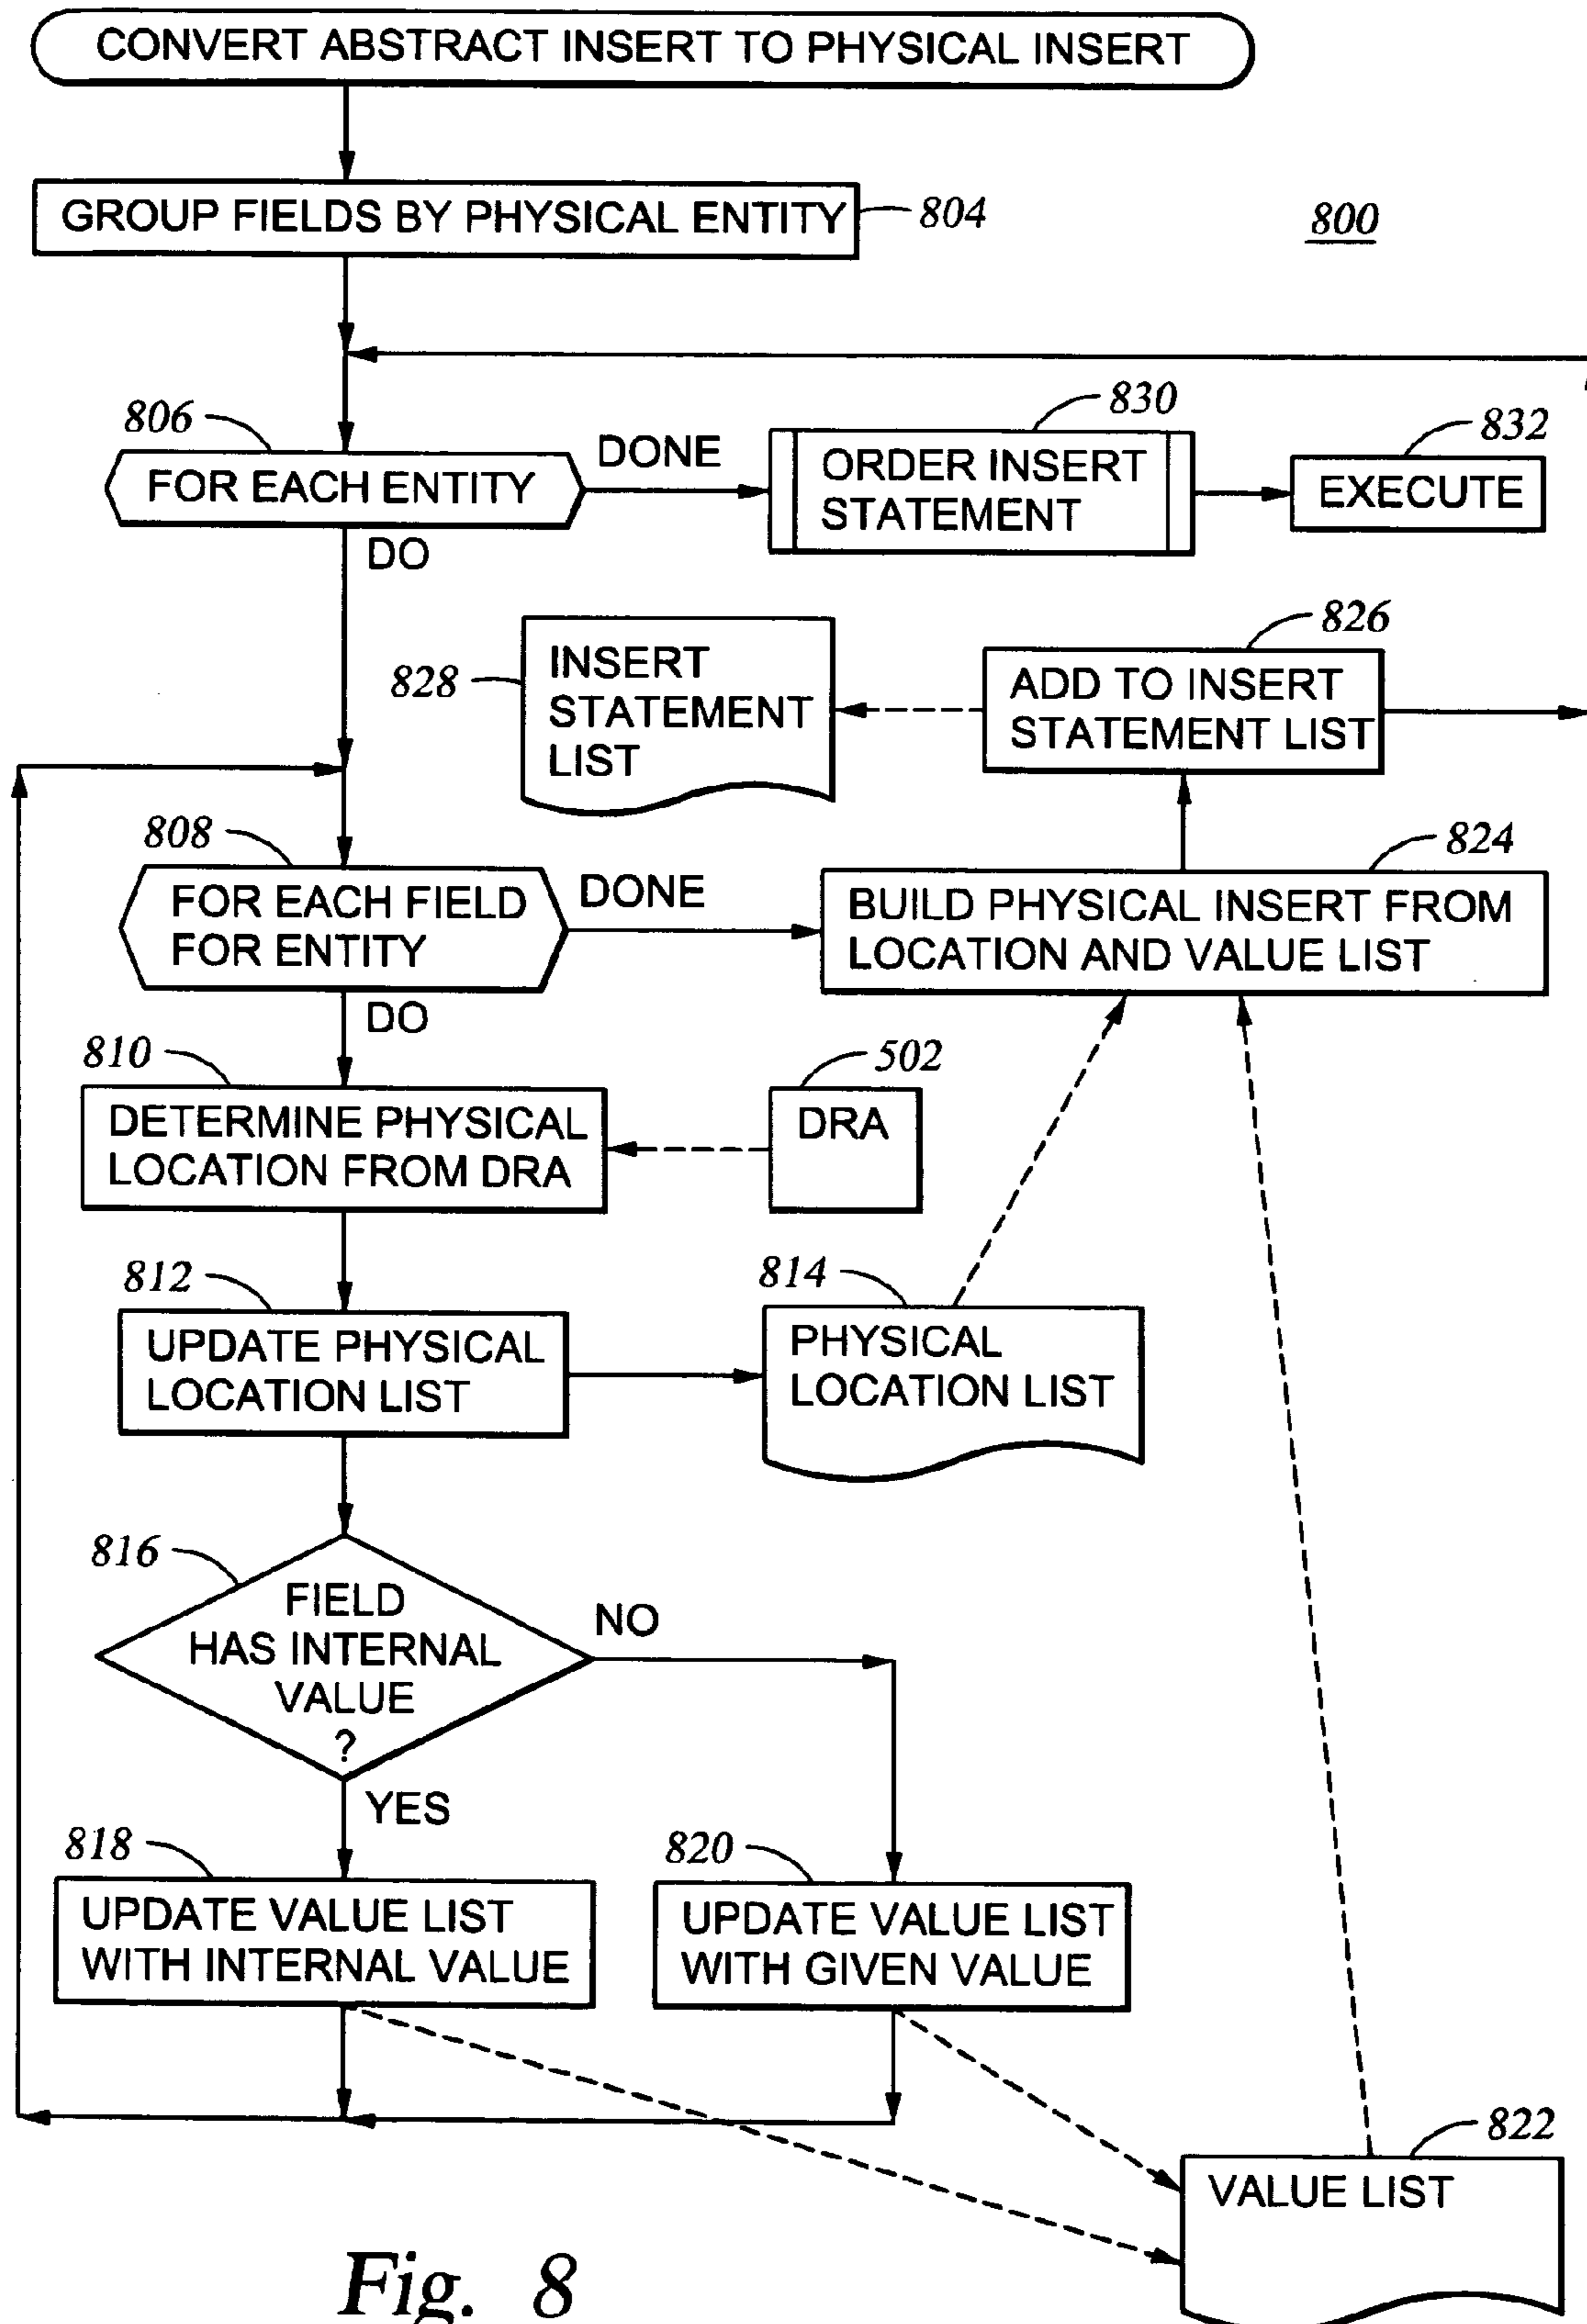 CONVERT ABSTRACT INSERT TO PHYSICAL INSERT
GROUP FIELDS BY PHYSICAL ENTITY
804
800
806
FOR EACH ENTITY
DONE
DO
830
ORDER INSERT
STATEMENT
832
EXECUTE
828
INSERT
STATEMENT
LIST
826
ADD TO INSERT
STATEMENT LIST
808
FOR EACH FIELD
FOR ENTITY
DONE
DO
824
BUILD PHYSICAL INSERT FROM
LOCATION AND VALUE LIST
810
DETERMINE PHYSICAL
LOCATION FROM DRA
502
DRA
812
UPDATE PHYSICAL
LOCATION LIST
814
PHYSICAL
LOCATION LIST
816
FIELD
HAS INTERNAL
VALUE
?
NO
YES
818
UPDATE VALUE LIST
WITH INTERNAL VALUE
820
UPDATE VALUE LIST
WITH GIVEN VALUE
822
VALUE LIST
Fig. 8